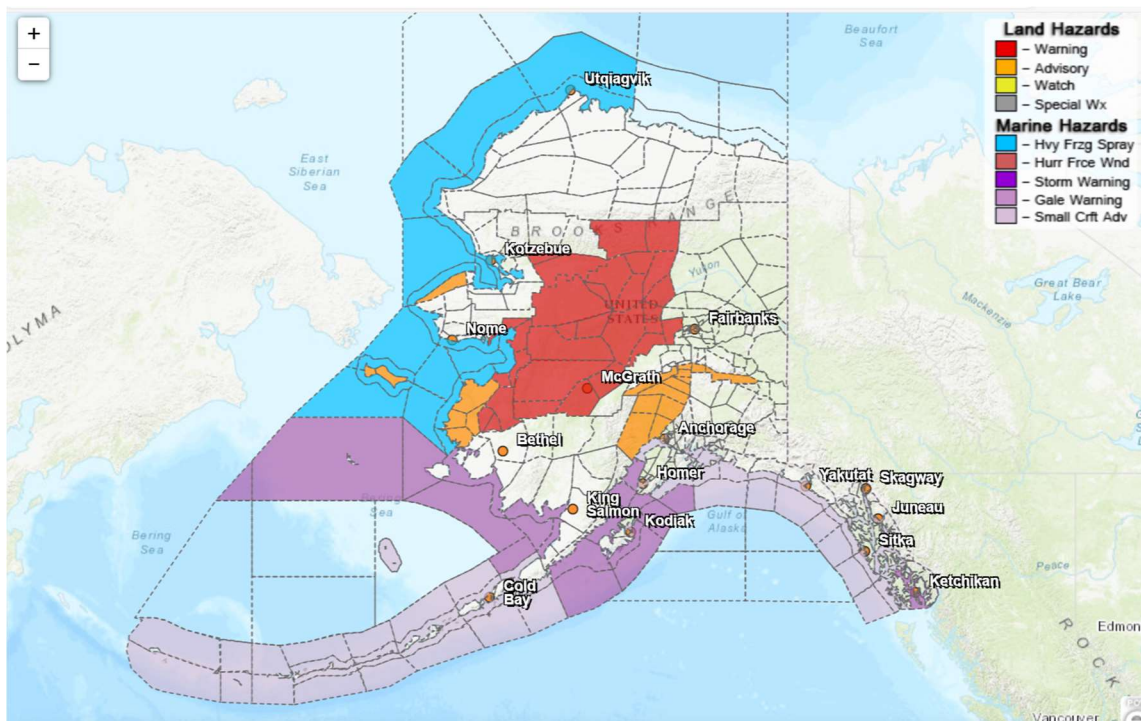 +
−
Beaufort
Sea
Land Hazards
– Warning
– Advisory
– Watch
– Special Wx
Marine Hazards
– Hvy Frzg Spray
– Hurr Frce Wnd
– Storm Warning
– Gale Warning
– Small Crft Adv
Utqiagvik
East
Siberian
Sea
BROOKS RANGE
Kotzebue
Yukon
Great Bear
Lake
Mackenzie
OLYMA
UNITED
STATES
Nome
Fairbanks
McGrath
Anchorage
Bethel
Homer
Yakutat
Skagway
King
Salmon
Kodiak
Juneau
Gulf of
Alaska
Sea
Bering
Sea
Sitka
Peace
Cold
Bay
Ketchikan
Edmon
ROCK
Vancouver